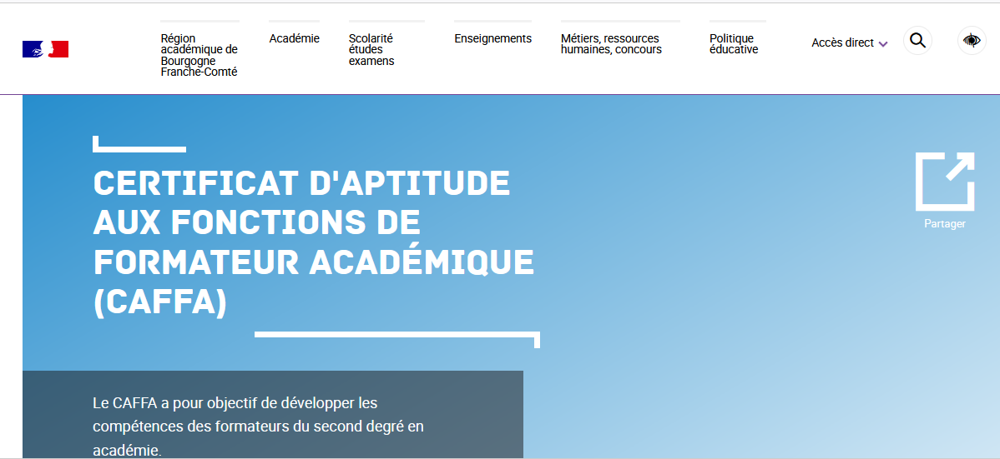 Région
académique de
Bourgogne
Franche-Comté
Académie
Scolarité
études
examens
Enseignements
Métiers, ressources
humaines, concours
Politique
éducative
Accès direct
CERTIFICAT D'APTITUDE
AUX FONCTIONS DE
FORMATEUR ACADÉMIQUE
(CAFFA)
Partager
Le CAFFA a pour objectif de développer les
compétences des formateurs du second degré en
académie.